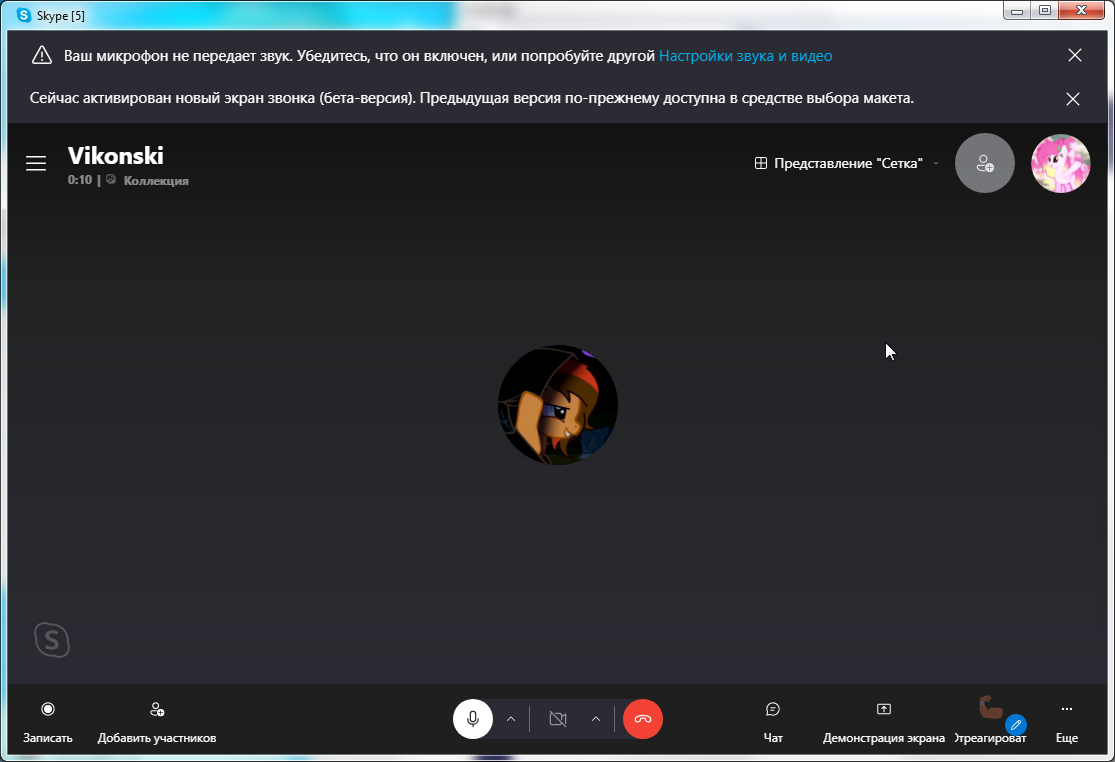 Skype [5]
Ваш микрофон не передает звук. Убедитесь, что он включен, или попробуйте другой Настройки звука и видео
Сейчас активирован новый экран звонка (бета-версия). Предыдущая версия по-прежнему доступна в средстве выбора макета.
Vikonski
Представление "Сетка"
0:10 | Коллекция
Записать
Добавить участников
Чат
Демонстрация экрана
Отреагироват
Еще